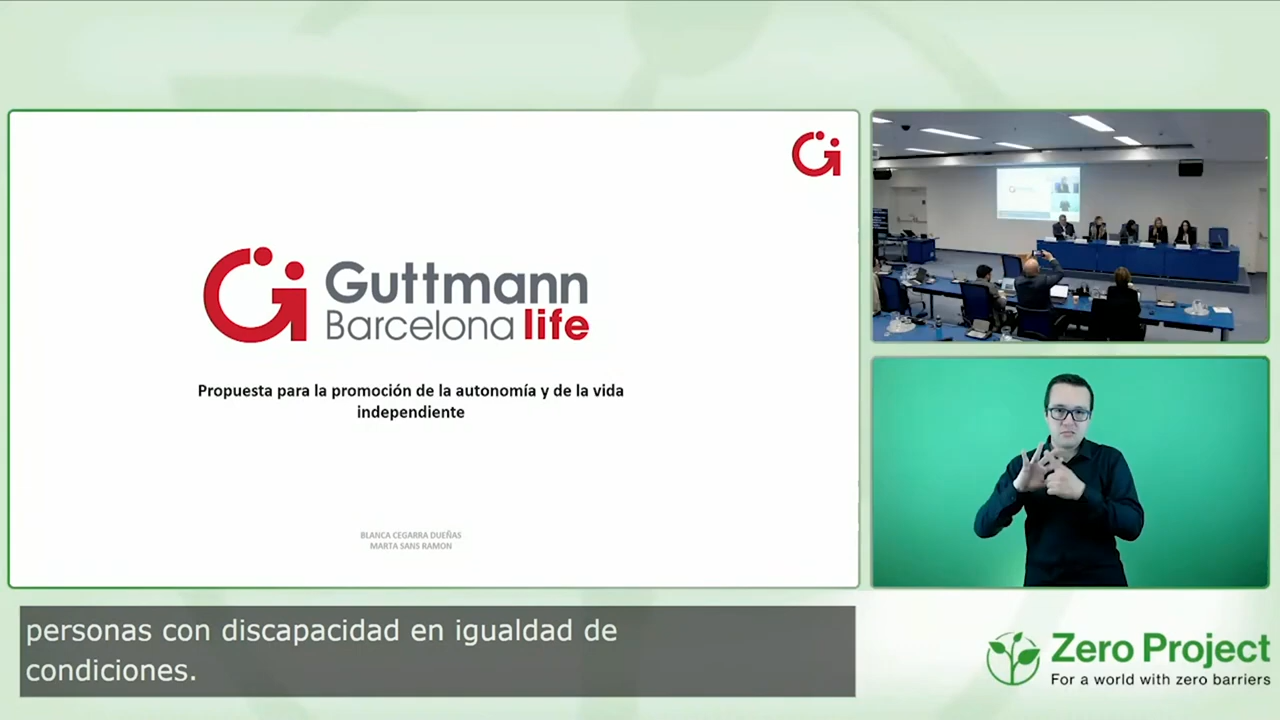 Guttmann
Barcelona life
Propuesta para la promoción de la autonomía y de la vida
independiente
BLANCA CEGARRA DUEÑAS
MARTA SANS RAMON
personas con discapacidad en igualdad de
condiciones.
Zero Project
For a world with zero barriers